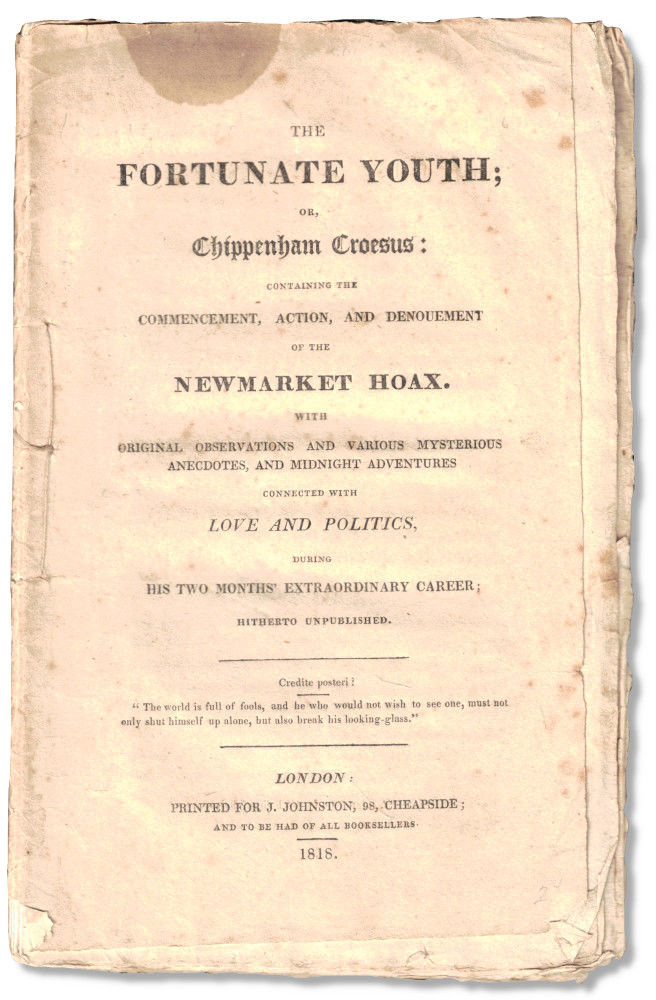 THE
FORTUNATE YOUTH;
OR,
Chippenham Croesus:
CONTAINING THE
COMMENCEMENT, ACTION, AND DENOUEMENT
OF THE
NEWMARKET HOAX.
WITH
ORIGINAL OBSERVATIONS AND VARIOUS MYSTERIOUS
ANECDOTES, AND MIDNIGHT ADVENTURES
CONNECTED WITH
LOVE AND POLITICS,
DURING
HIS TWO MONTHS' EXTRAORDINARY CAREER;
HITHERTO UNPUBLISHED.
Credite posteri?
"The world is full of fools, and he who would not wish to see one, must not
only shut himself up alone, but also break his looking-glass."
LONDON:
PRINTED FOR J. JOHNSTON, 98, CHEAPSIDE;
AND TO BE HAD OF ALL BOOKSELLERS.
1818.